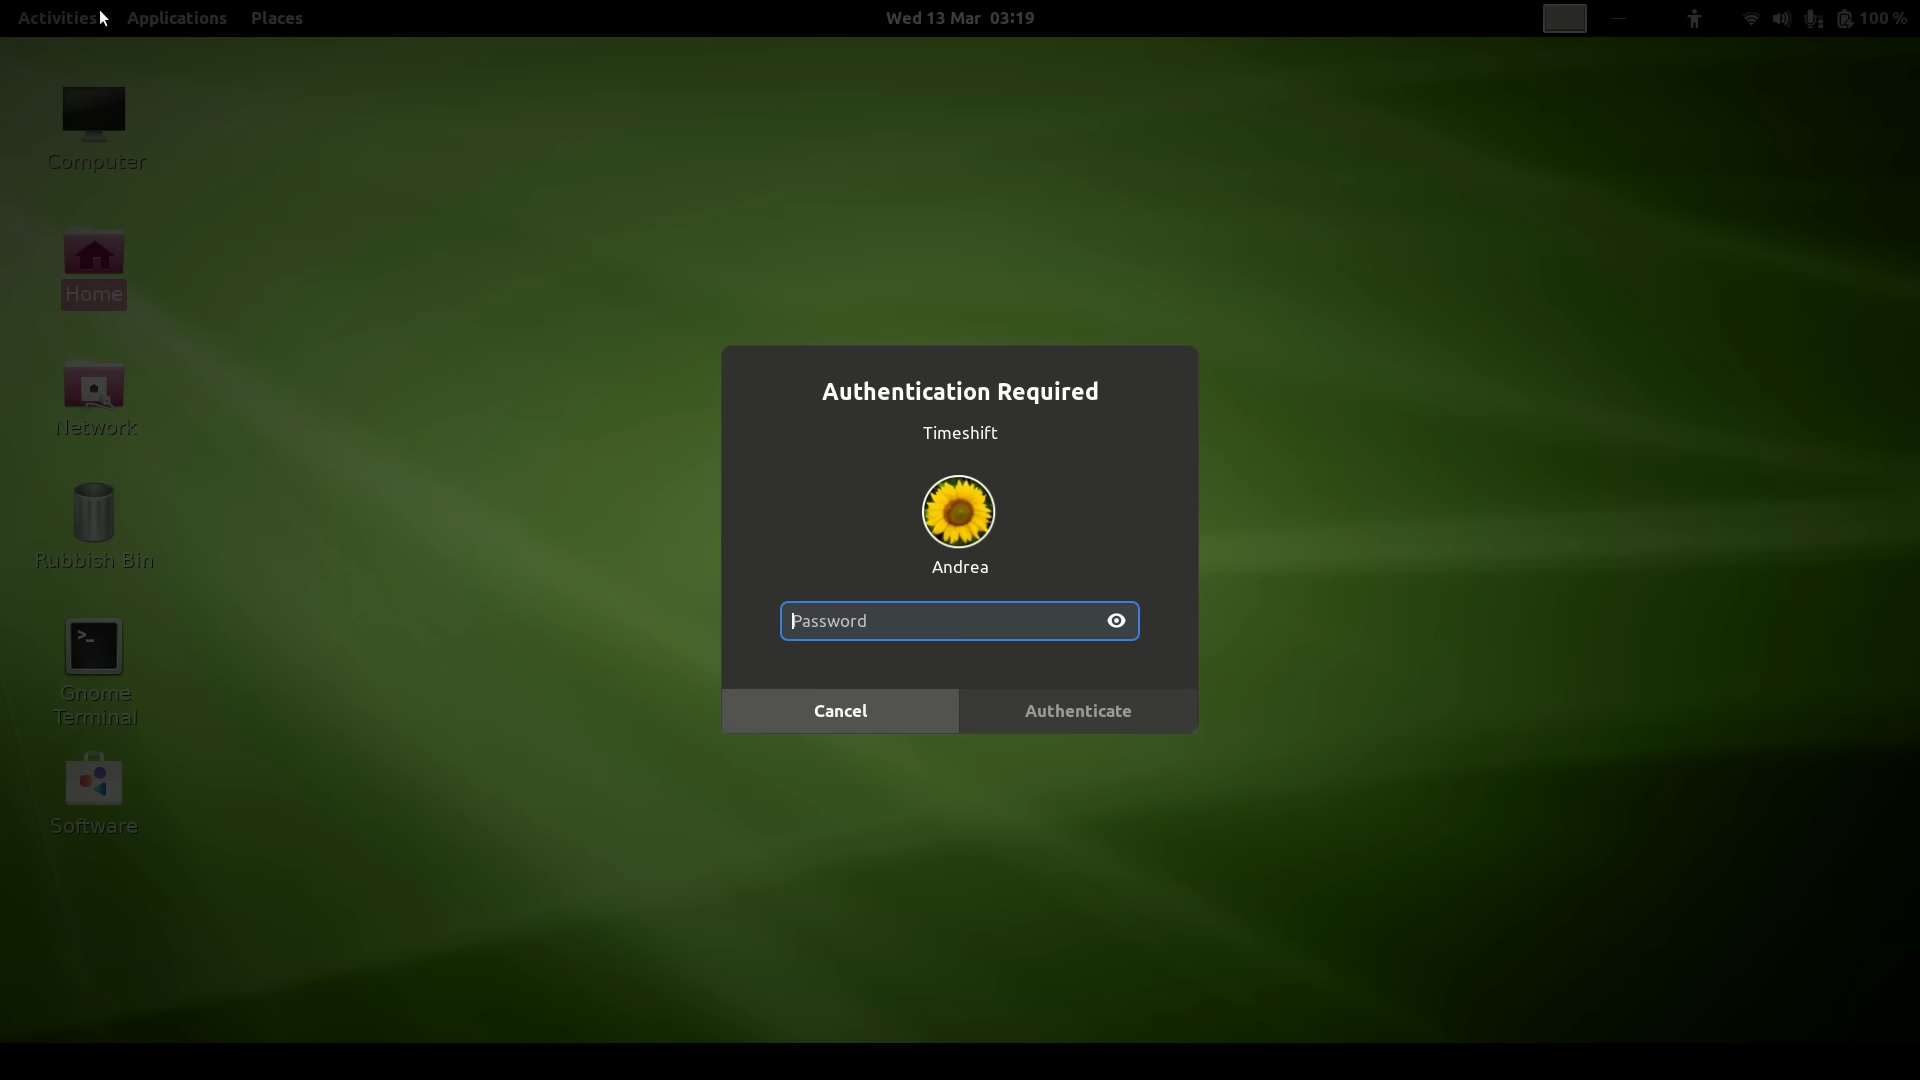 Activities Applications Places Wed 13 Mar 03:19 100 %
Computer
Home
Network
Rubbish Bin
>_
Gnome
Terminal
Software
Authentication Required
Timeshift
Andrea
Password
Cancel Authenticate